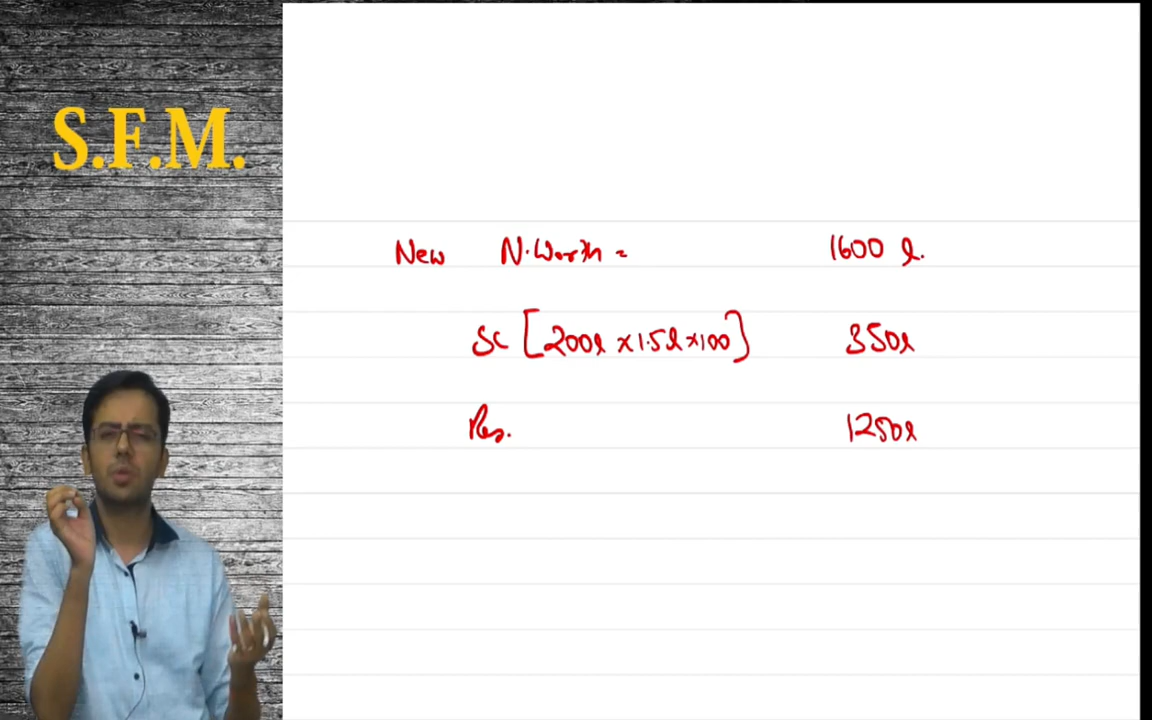 S.F.M.
New N.Worth = 1600 l.
SC [200l x 1.5l x 100] 350l
Res. 1250l